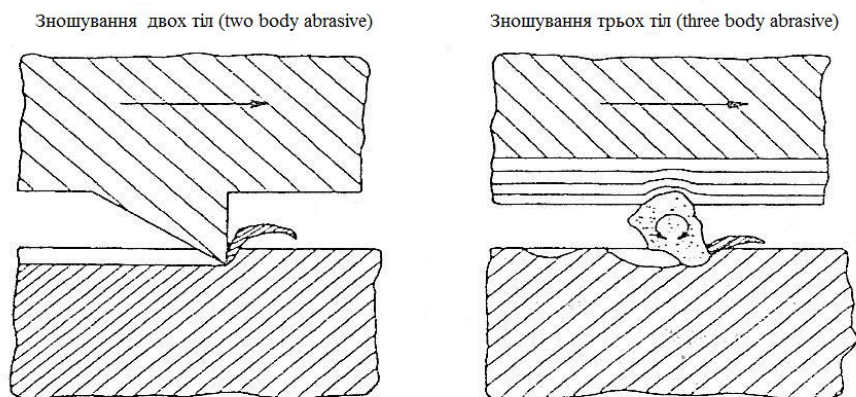 Зношування двох тіл (two body abrasive)
Зношування трьох тіл (three body abrasive)